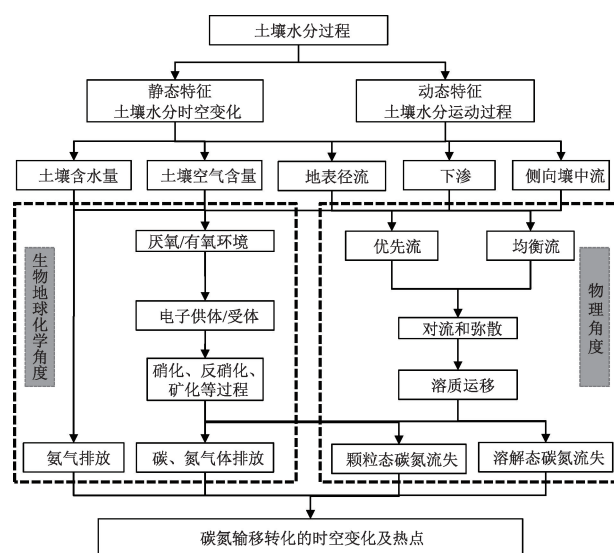 土壤水分过程
静态特征
土壤水分时空变化
动态特征
土壤水分运动过程
土壤含水量
土壤空气含量
地表径流
下渗
侧向壤中流
生物地球化学角度
厌氧/有氧环境
优先流
均衡流
物理角度
电子供体/受体
对流和弥散
硝化、反硝化、
矿化等过程
溶质运移
氨气排放
碳、氮气体排放
颗粒态碳氮流失
溶解态碳氮流失
碳氮输移转化的时空变化及热点